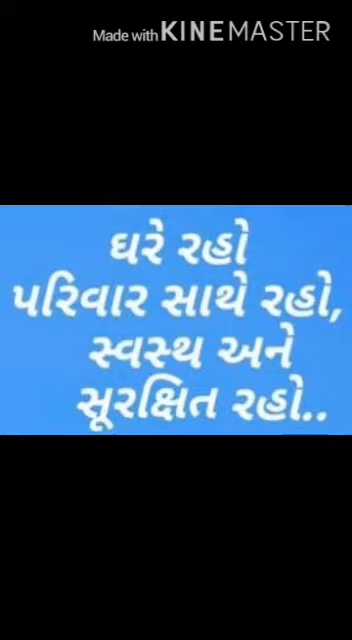 Made with KINEMASTER
ઘરે રહો
પરિવાર સાથે રહો,
સ્વસ્થ અને
સૂરક્ષિત રહો..